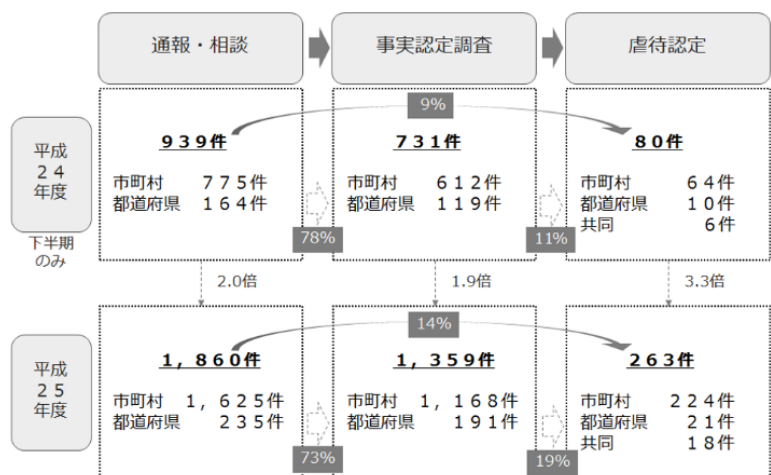 通報・相談
事実認定調査
虐待認定
平成
２４
年度
下半期
のみ
9%
９３９件
市町村 ７７５件
都道府県 １６４件
78%
７３１件
市町村 ６１２件
都道府県 １１９件
11%
８０件
市町村 ６４件
都道府県 １０件
共同 ６件
2.0倍
1.9倍
3.3倍
平成
２５
年度
14%
１，８６０件
市町村 １，６２５件
都道府県 ２３５件
73%
１，３５９件
市町村 １，１６８件
都道府県 １９１件
19%
２６３件
市町村 ２２４件
都道府県 ２１件
共同 １８件